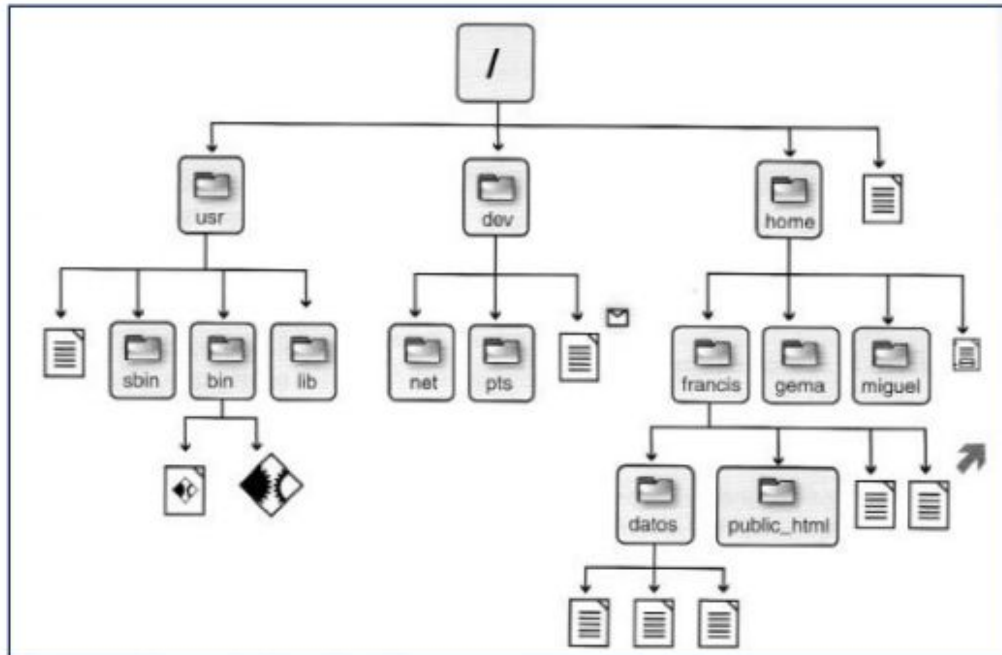 /
usr
dev
home
sbin
bin
lib
net
pts
francis
gema
miguel
datos
public_html